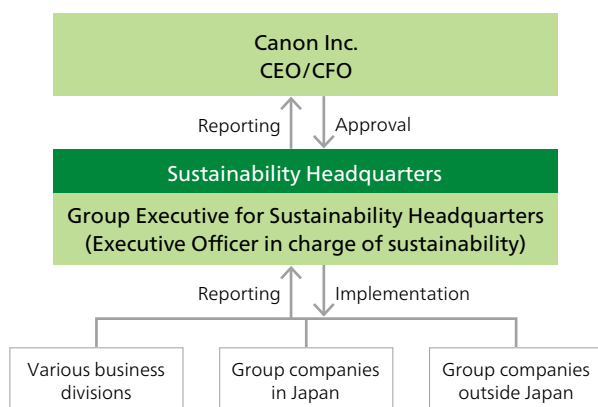 Canon Inc.
CEO/CFO
Reporting
Approval
Sustainability Headquarters
Group Executive for Sustainability Headquarters
(Executive Officer in charge of sustainability)
Reporting
Implementation
Various business
divisions
Group companies
in Japan
Group companies
outside Japan